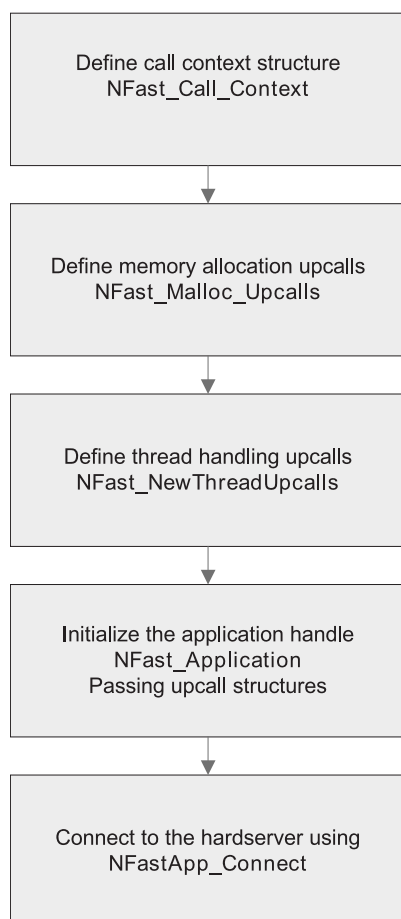 Define call context structure
NFast_Call_Context
Define memory allocation upcalls
NFast_Malloc_Upcalls
Define thread handling upcalls
NFast_NewThreadUpcalls
Initialize the application handle
NFast_Application
Passing upcall structures
Connect to the hardserver using
NFastApp_Connect